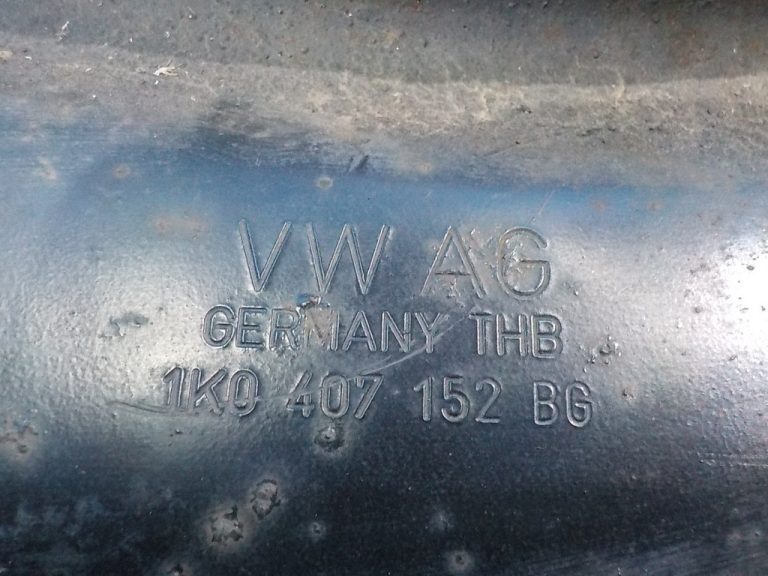 VW AG
GERMANY THB
1K0 407 152 BG